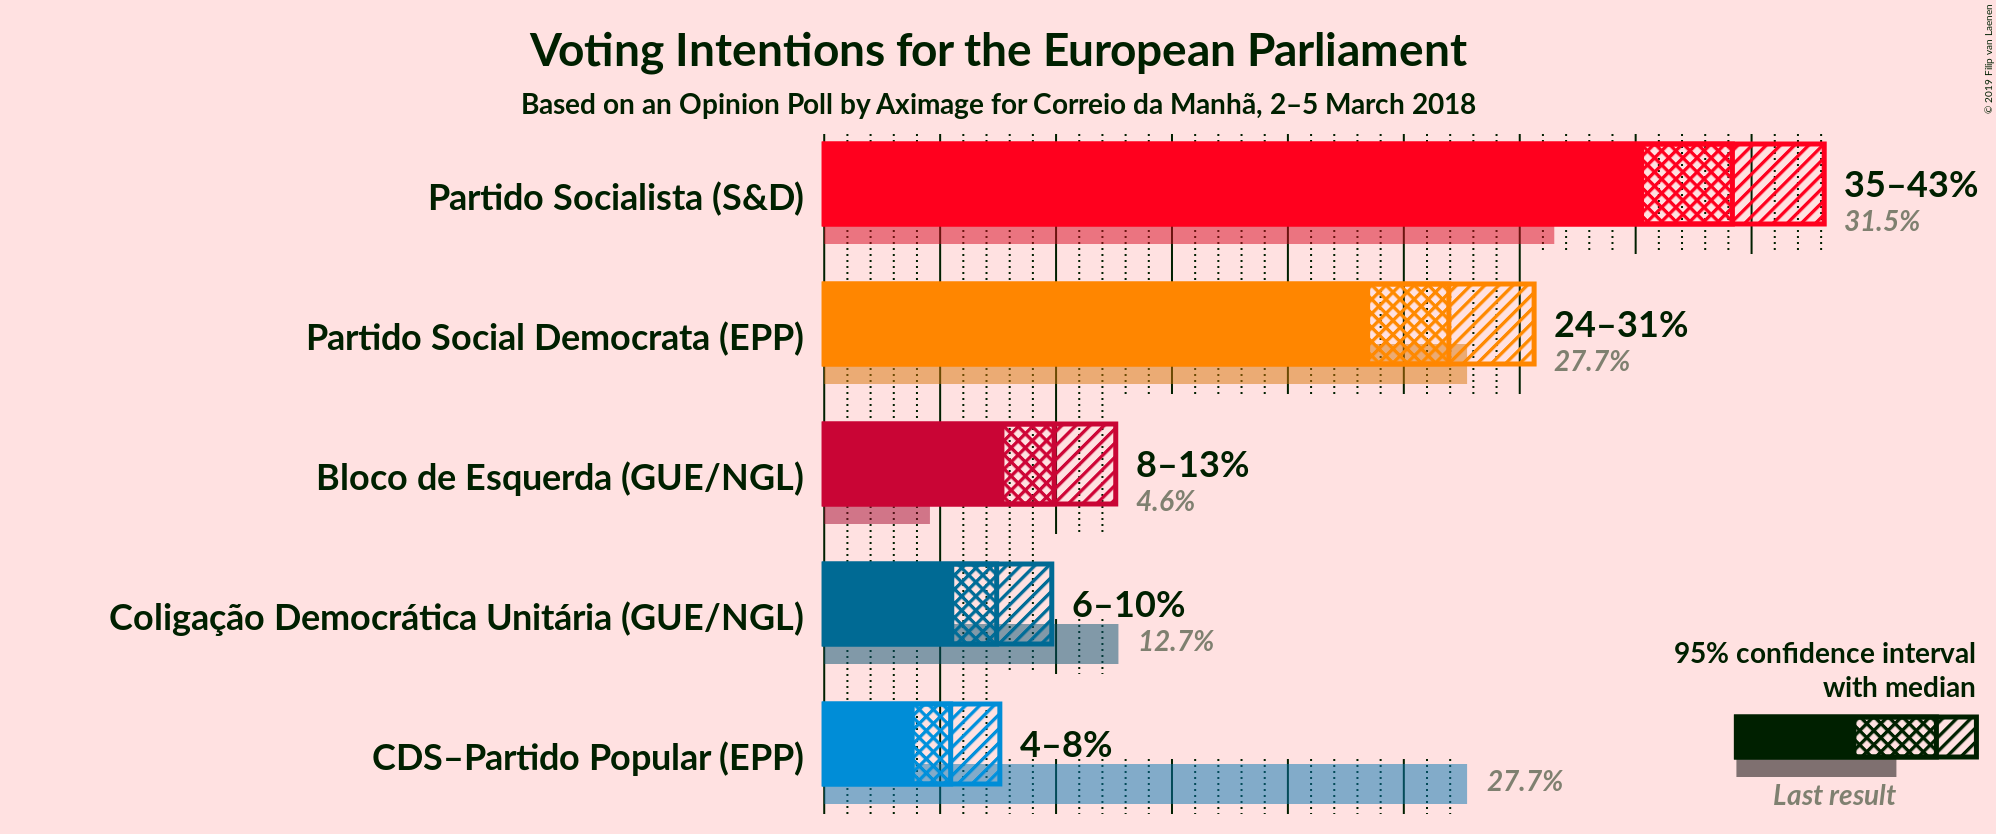 Voting Intentions for the European Parliament
Based on an Opinion Poll by Aximage for Correio da Manhã, 2–5 March 2018
© 2019 Filip van Laenen
Partido Socialista (S&D)
35–43%
31.5%
Partido Social Democrata (EPP)
24–31%
27.7%
Bloco de Esquerda (GUE/NGL)
8–13%
4.6%
Coligação Democrática Unitária (GUE/NGL)
6–10%
12.7%
CDS–Partido Popular (EPP)
4–8%
27.7%
95% confidence interval
with median
Last result